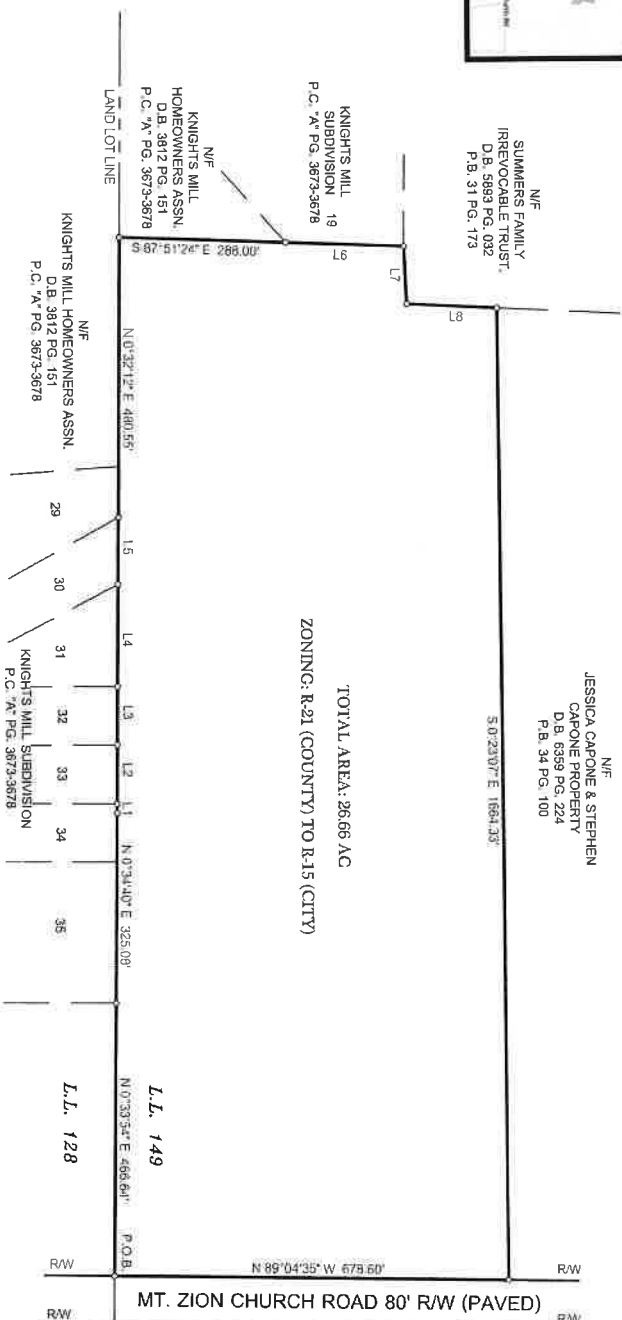 N/F
SUMMERS FAMILY
IRREVOCABLE TRUST.
D.B. 5893 PG. 032
P.B. 31 PG. 173
KNIGHTS MILL
SUBDIVISION 19
P.C. "A" PG. 3673-3678
N/F
KNIGHTS MILL
HOMEOWNERS ASSN.
D.B. 3812 PG. 151
P.C. "A" PG. 3673-3678
LAND LOT LINE
S 87°51'24" E 288.00'
L6
L7
L8
N/F
KNIGHTS MILL HOMEOWNERS ASSN.
D.B. 3812 PG. 151
P.C. "A" PG. 3673-3678
N 0°32'12" E 480.55'
L5
L4
L3
L2
L1
29
30
31
32
33
34
35
KNIGHTS MILL SUBDIVISION
P.C. "A" PG. 3673-3678
N/F
JESSICA CAPONE & STEPHEN
CAPONE PROPERTY
D.B. 6359 PG. 224
P.B. 34 PG. 100
S 0°23'07" E 1664.33'
TOTAL AREA: 26.66 AC
ZONING: R-21 (COUNTY) TO R-15 (CITY)
N 0°34'40" E 325.08'
L.L. 149
L.L. 128
N 0°33'54" E 466.64'
P.O.B.
N 89°04'35" W 678.60'
R/W
R/W
MT. ZION CHURCH ROAD 80' R/W (PAVED)
R/W
R/W